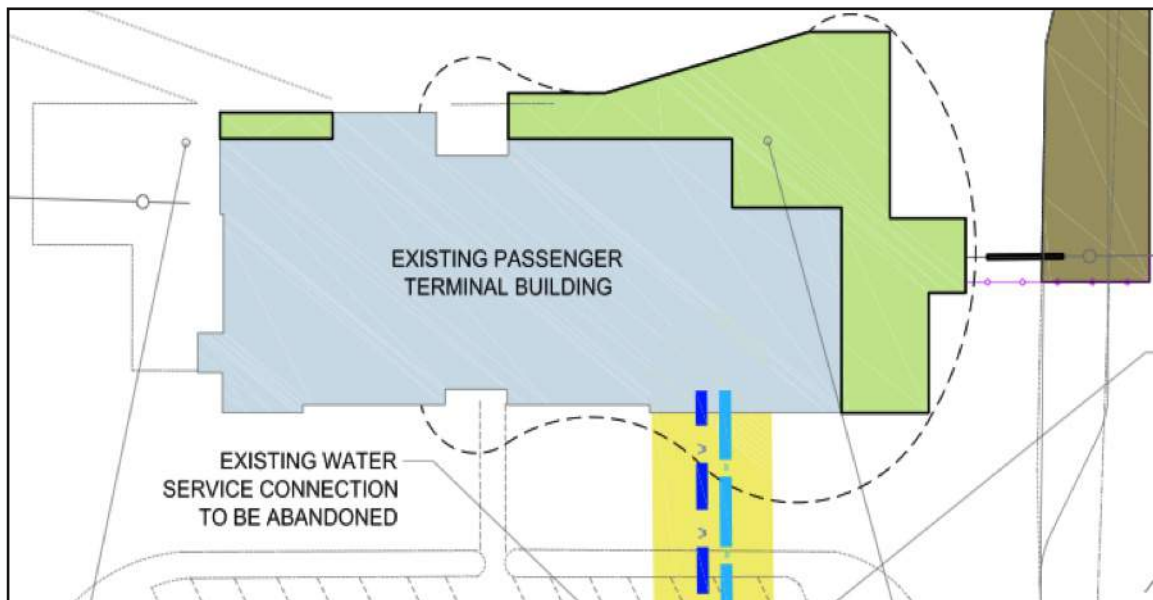 EXISTING PASSENGER
TERMINAL BUILDING
EXISTING WATER
SERVICE CONNECTION
TO BE ABANDONED